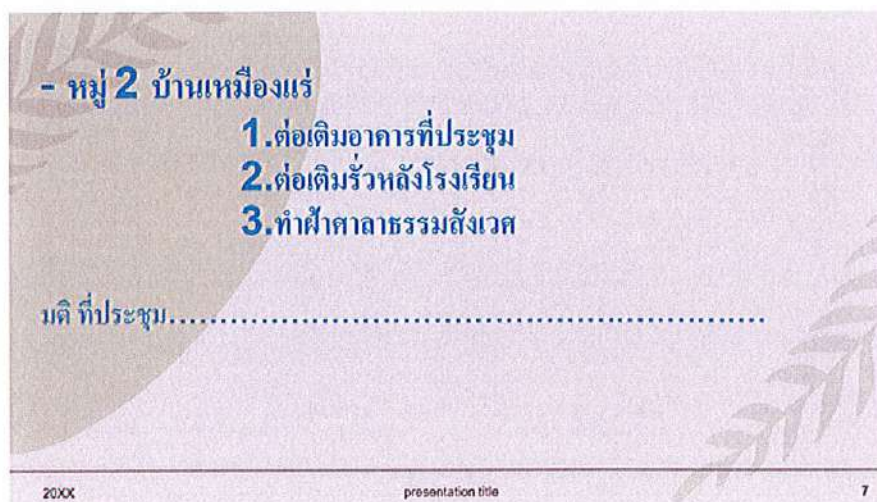 - หมู่ 2 บ้านเหมืองแร่
1.ต่อเติมอาคารที่ประชุม
2.ต่อเติมรั่วหลังโรงเรียน
3.ทำฝ้าศาลาธรรมสังเวศ
มติ ที่ประชุม..................................................................
20XX presentation title 7